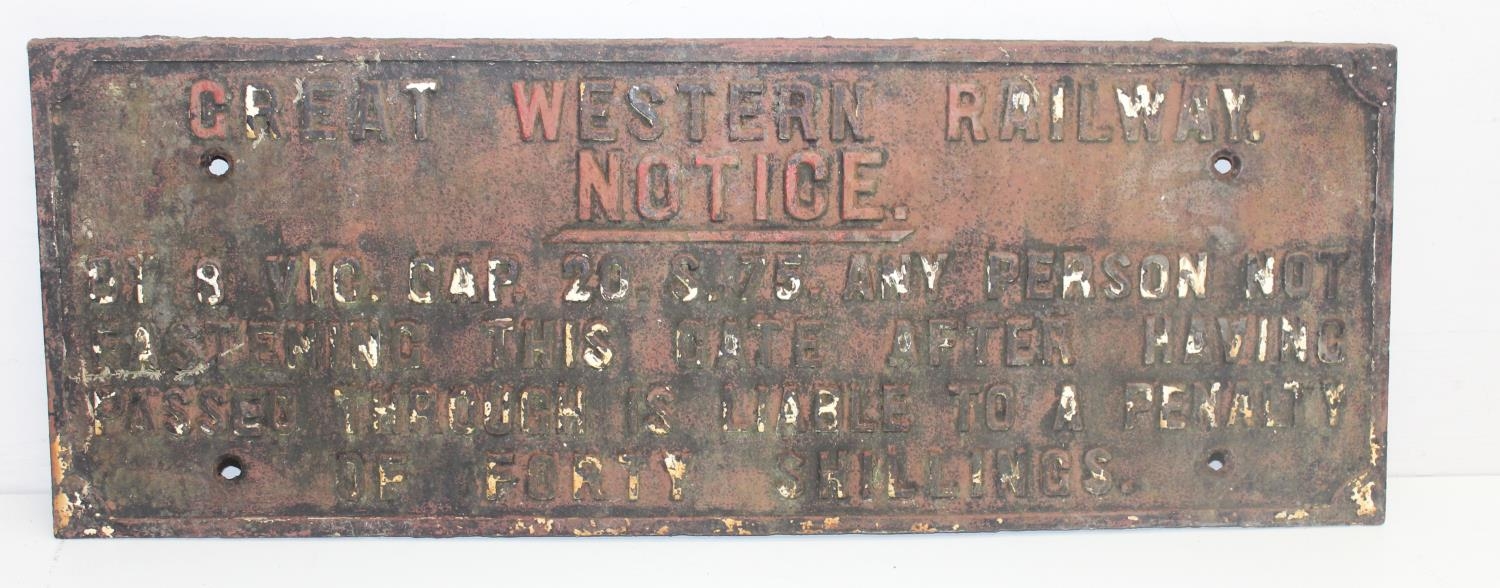 GREAT WESTERN RAILWAY.
NOTICE.
BY 8 VIC. CAP. 20. S. 75. ANY PERSON NOT
FASTENING THIS GATE AFTER HAVING
PASSED THROUGH IS LIABLE TO A PENALTY
OF FORTY SHILLINGS.